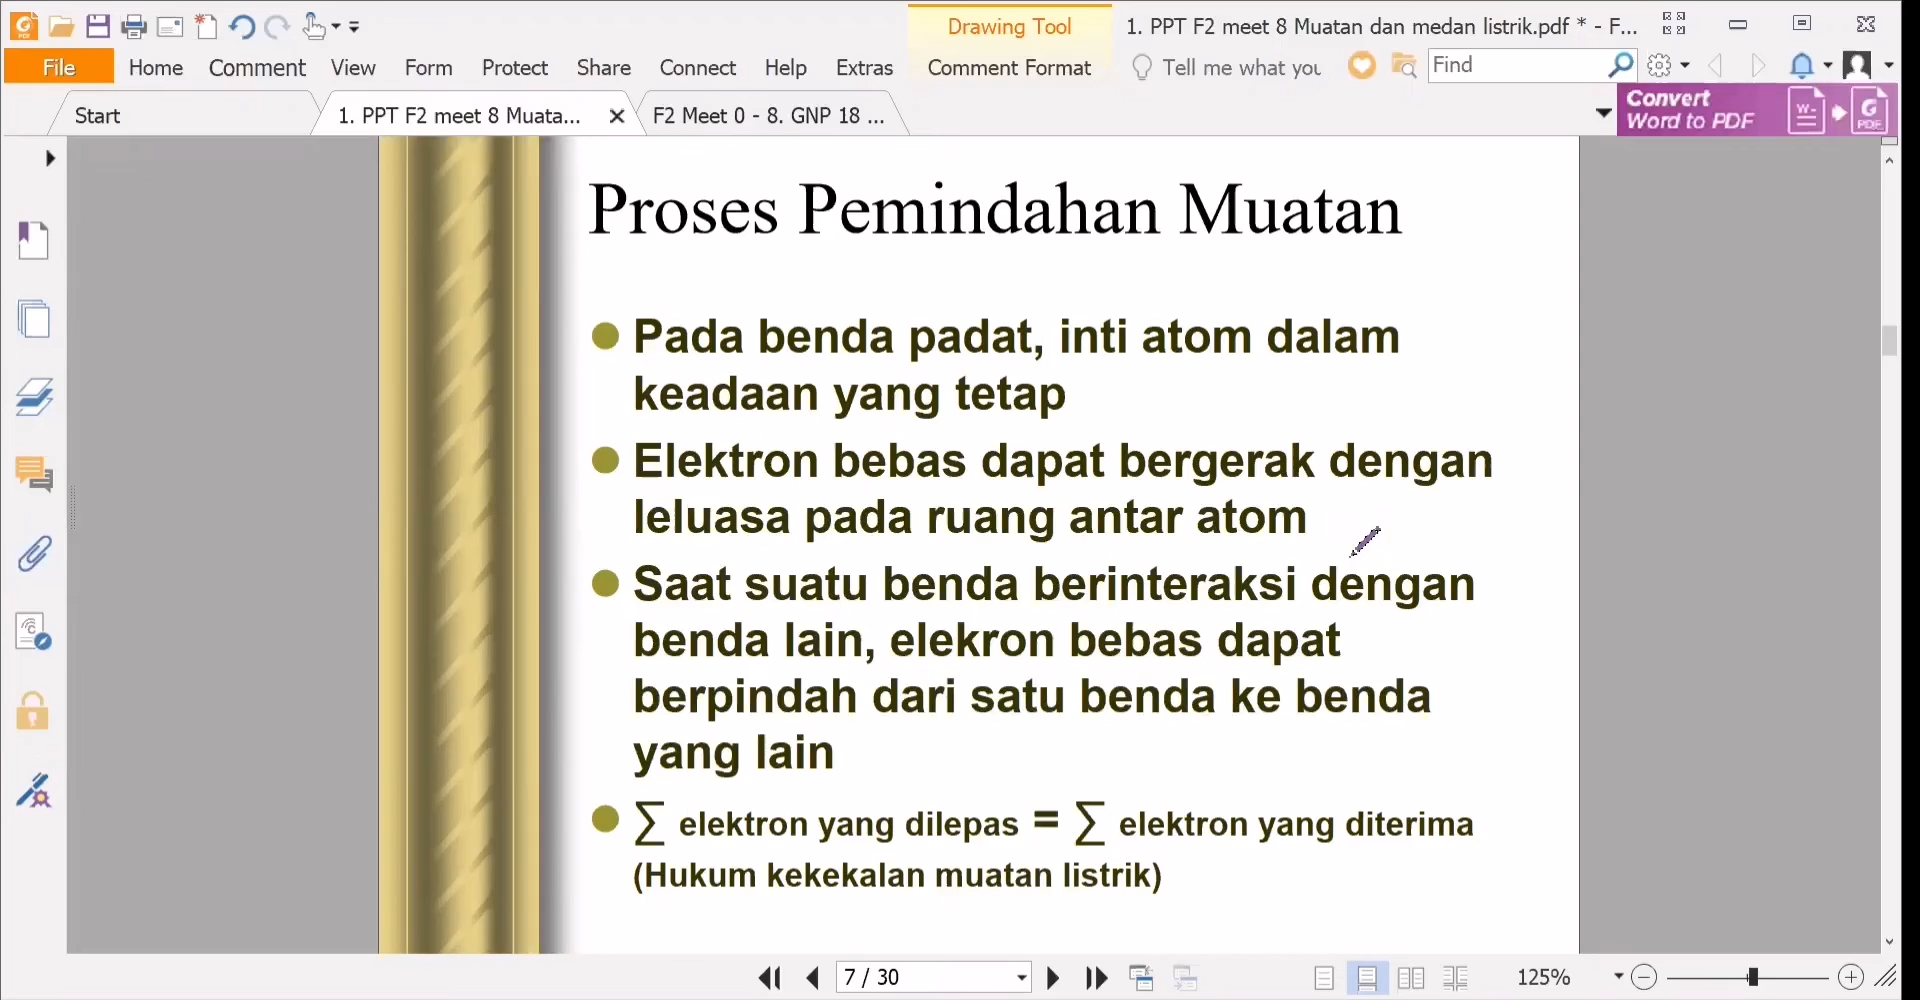 Drawing Tool
1. PPT F2 meet 8 Muatan dan medan listrik.pdf * - F...
File Home Comment View Form Protect Share Connect Help Extras Comment Format Tell me what you Find
Start
1. PPT F2 meet 8 Muata...
F2 Meet 0 - 8. GNP 18 ...
Convert
Word to PDF
Proses Pemindahan Muatan
Pada benda padat, inti atom dalam
keadaan yang tetap
Elektron bebas dapat bergerak dengan
leluasa pada ruang antar atom
Saat suatu benda berinteraksi dengan
benda lain, elekron bebas dapat
berpindah dari satu benda ke benda
yang lain
∑ elektron yang dilepas = ∑ elektron yang diterima
(Hukum kekekalan muatan listrik)
7 / 30
125%